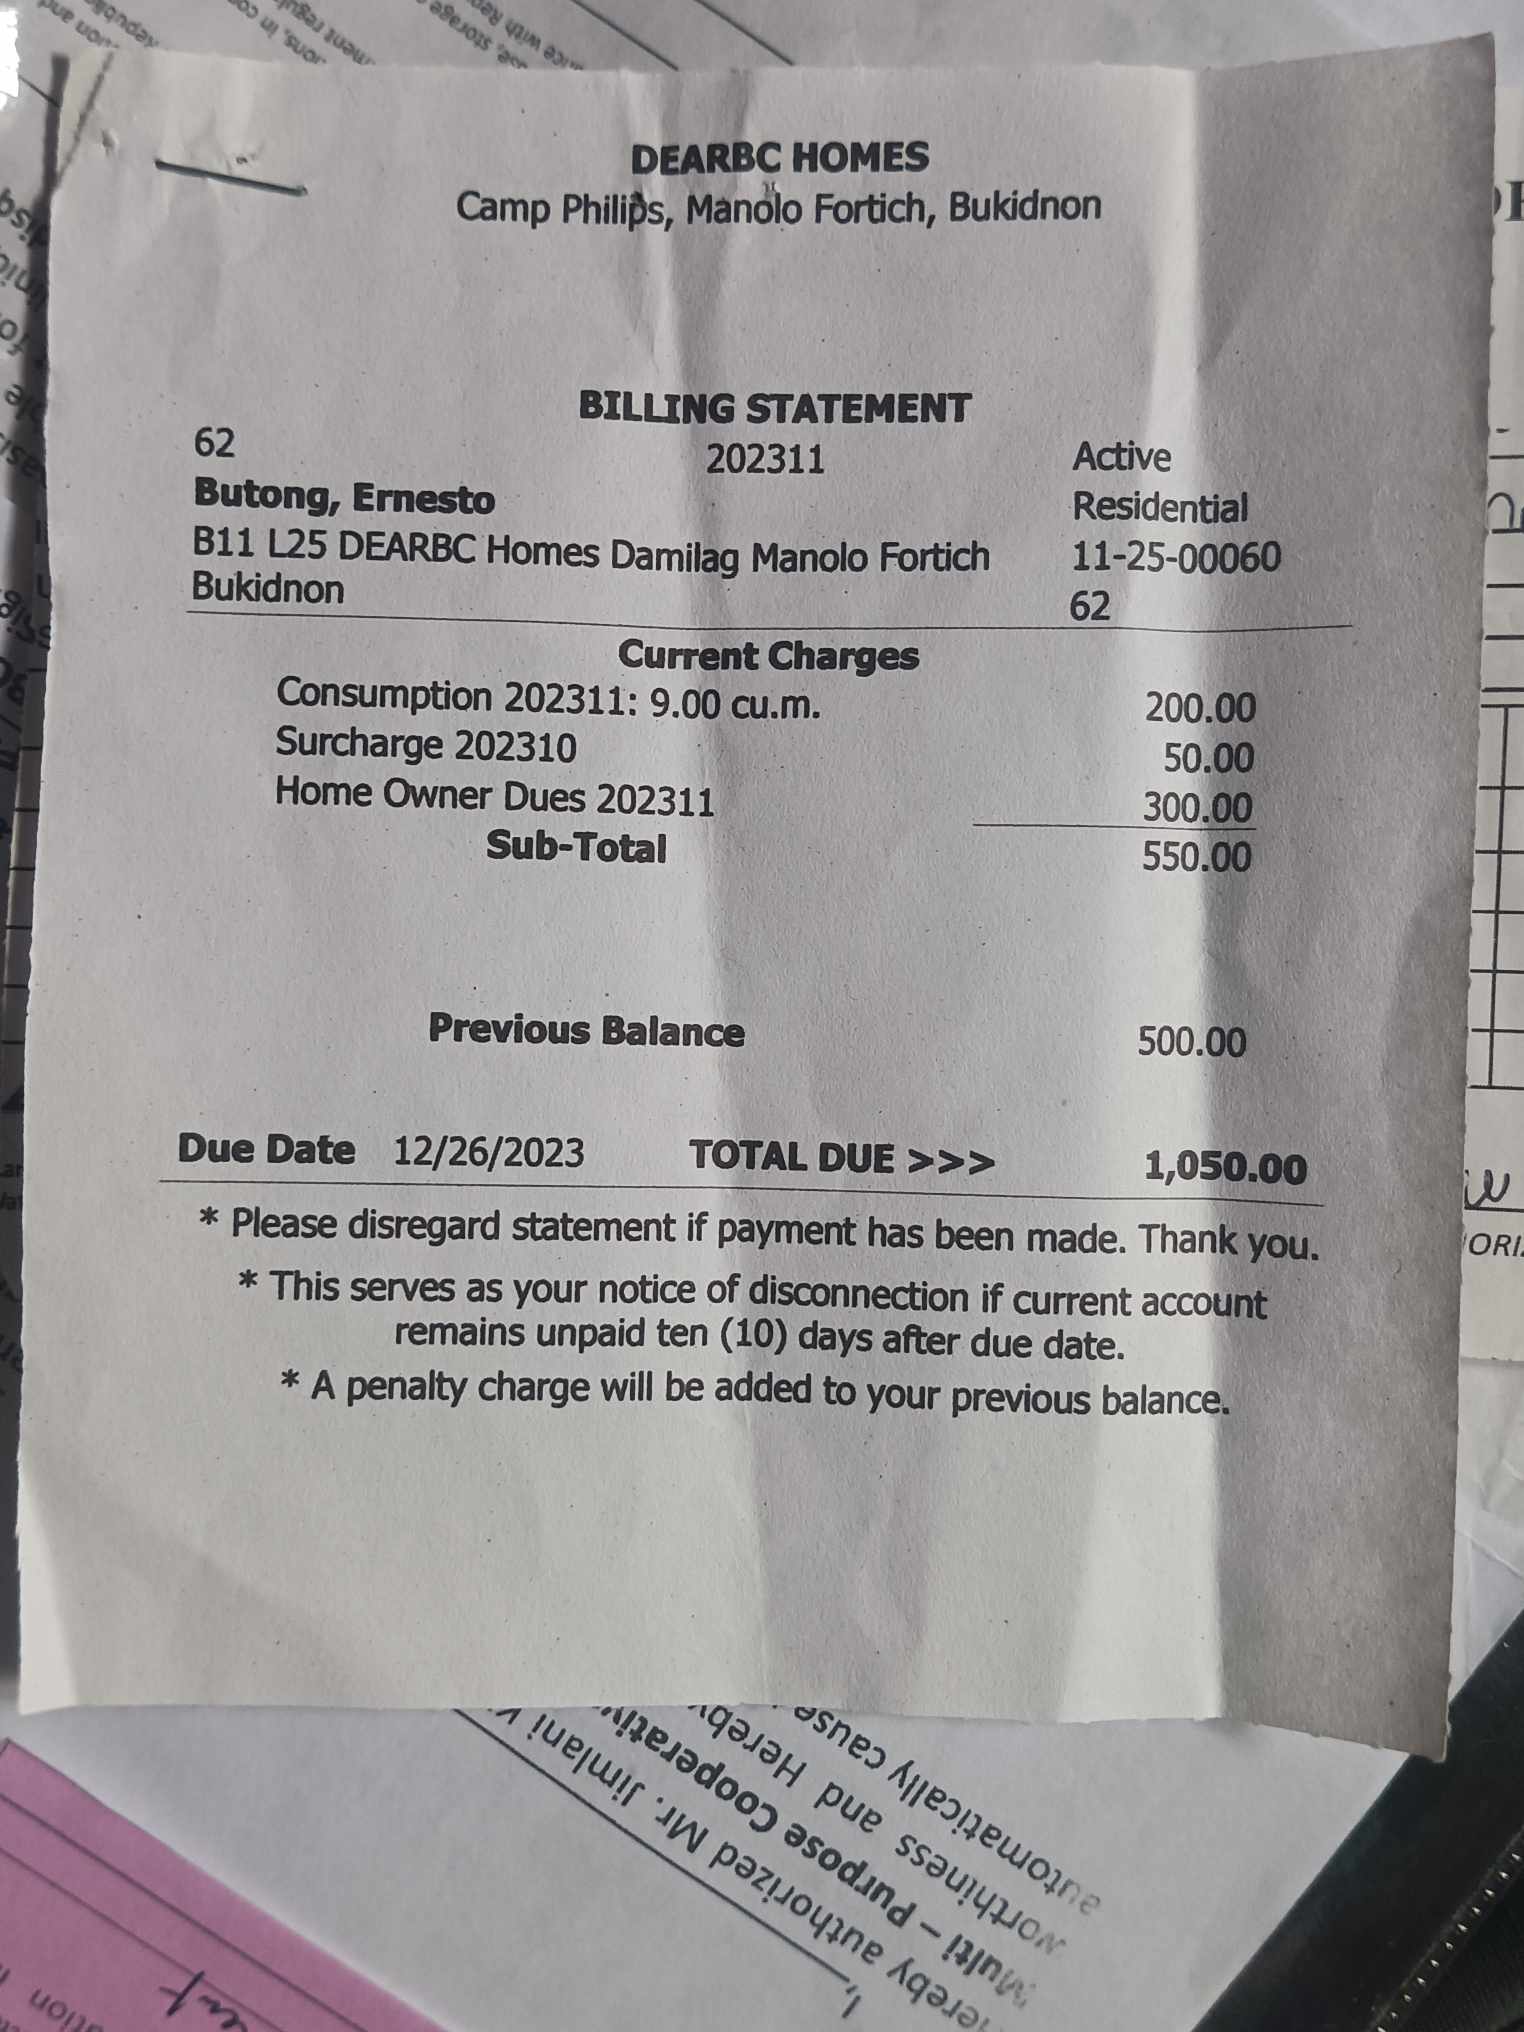 DEARBC HOMES
Camp Philips, Manolo Fortich, Bukidnon
BILLING STATEMENT
62 202311 Active
Butong, Ernesto Residential
B11 L25 DEARBC Homes Damilag Manolo Fortich 11-25-00060
Bukidnon 62
Current Charges
Consumption 202311: 9.00 cu.m. 200.00
Surcharge 202310 50.00
Home Owner Dues 202311 300.00
Sub-Total 550.00
Previous Balance 500.00
Due Date 12/26/2023 TOTAL DUE >>> 1,050.00
* Please disregard statement if payment has been made. Thank you.
* This serves as your notice of disconnection if current account
remains unpaid ten (10) days after due date.
* A penalty charge will be added to your previous balance.
I,
hereby authorized Mr. Jimlani
Multi – Purpose Cooperativ
worthiness and Hereby
automatically cause